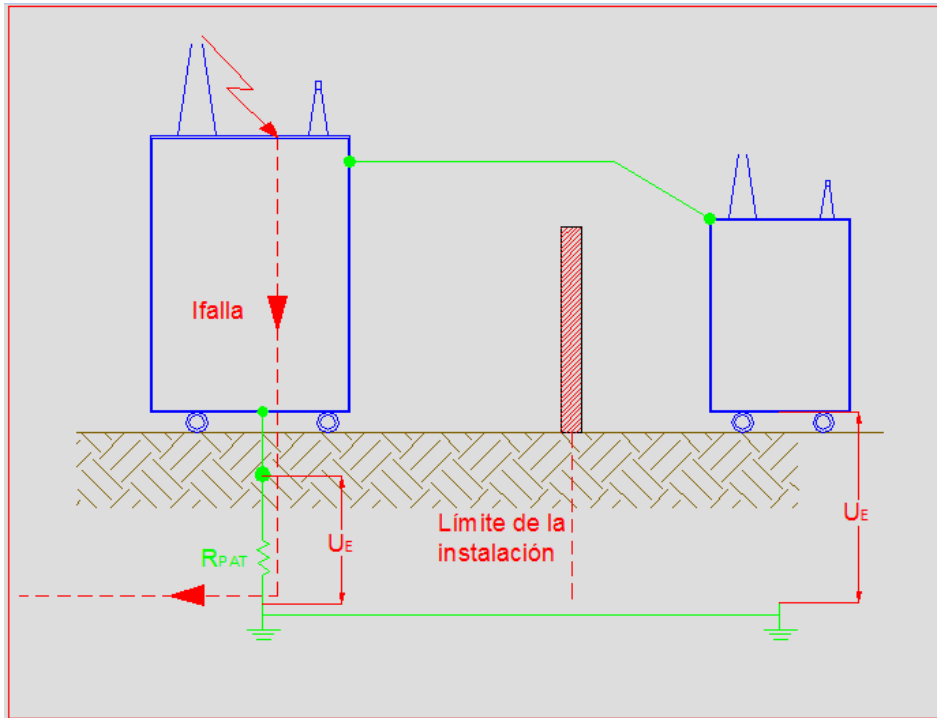 Ifalla
Límite de la
instalación
UE
RPAT
UE